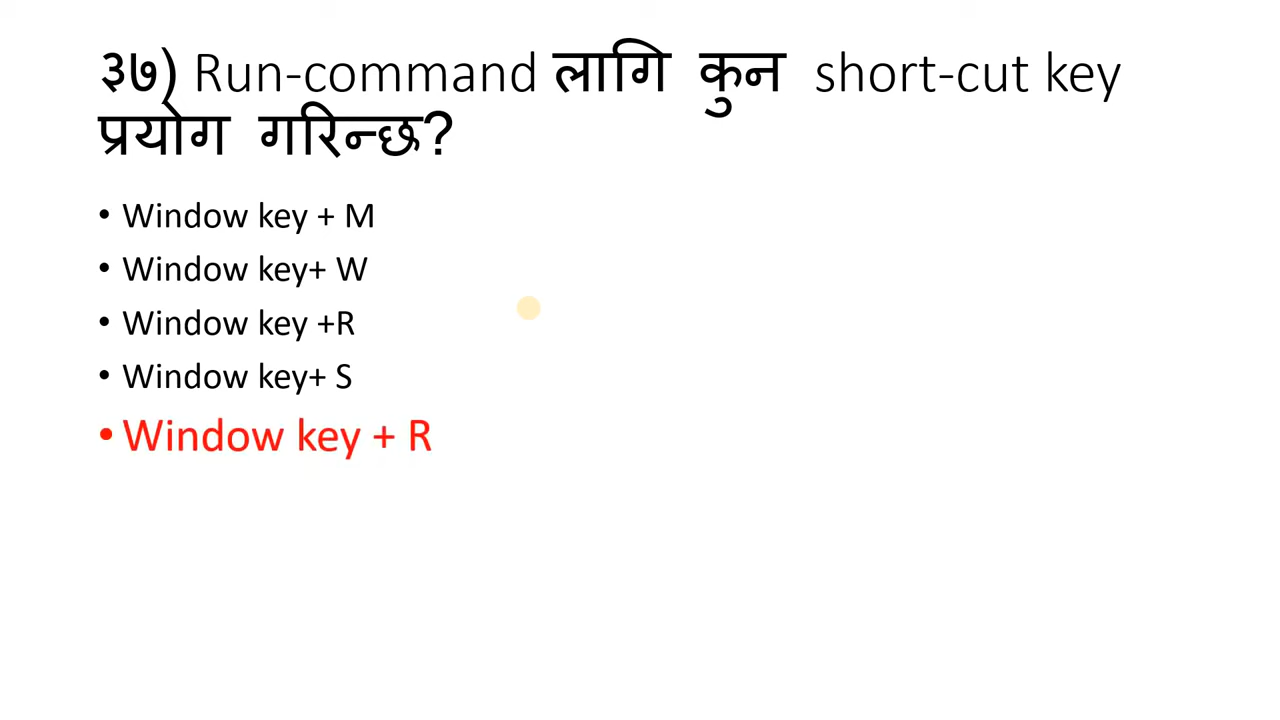 ३७) Run-command लागि कुन short-cut key
प्रयोग गरिन्छ?
• Window key + M
• Window key+ W
• Window key +R
• Window key+ S
• Window key + R